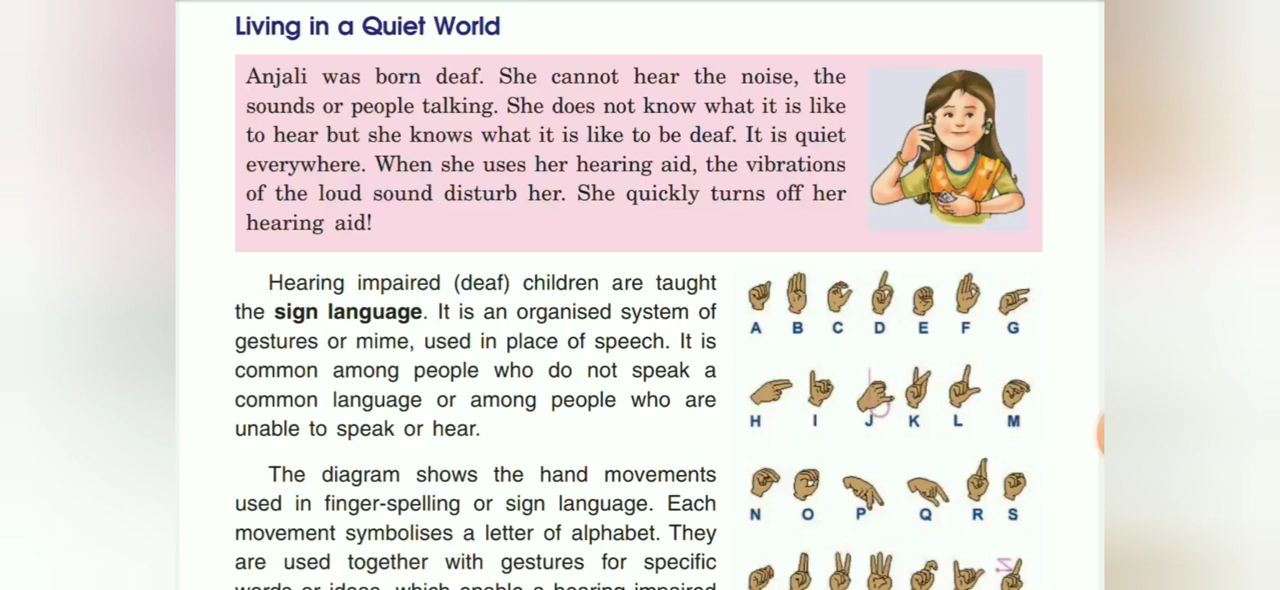 Living in a Quiet World
Anjali was born deaf. She cannot hear the noise, the
sounds or people talking. She does not know what it is like
to hear but she knows what it is like to be deaf. It is quiet
everywhere. When she uses her hearing aid, the vibrations
of the loud sound disturb her. She quickly turns off her
hearing aid!
Hearing impaired (deaf) children are taught
the sign language. It is an organised system of
gestures or mime, used in place of speech. It is
common among people who do not speak a
common language or among people who are
unable to speak or hear.
The diagram shows the hand movements
used in finger-spelling or sign language. Each
movement symbolises a letter of alphabet. They
are used together with gestures for specific
words or ideas, which enable a hearing impaired
A B C D E F G
H I J K L M
N O P Q R S